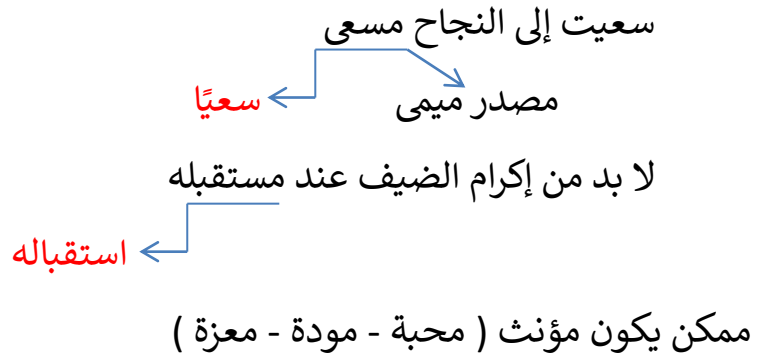 سعيت إلى النجاح مسعى
مصدر ميمى
سعيًا
لا بد من إكرام الضيف عند مستقبله
استقباله
ممكن يكون مؤنث ( محبة - مودة - معزة )